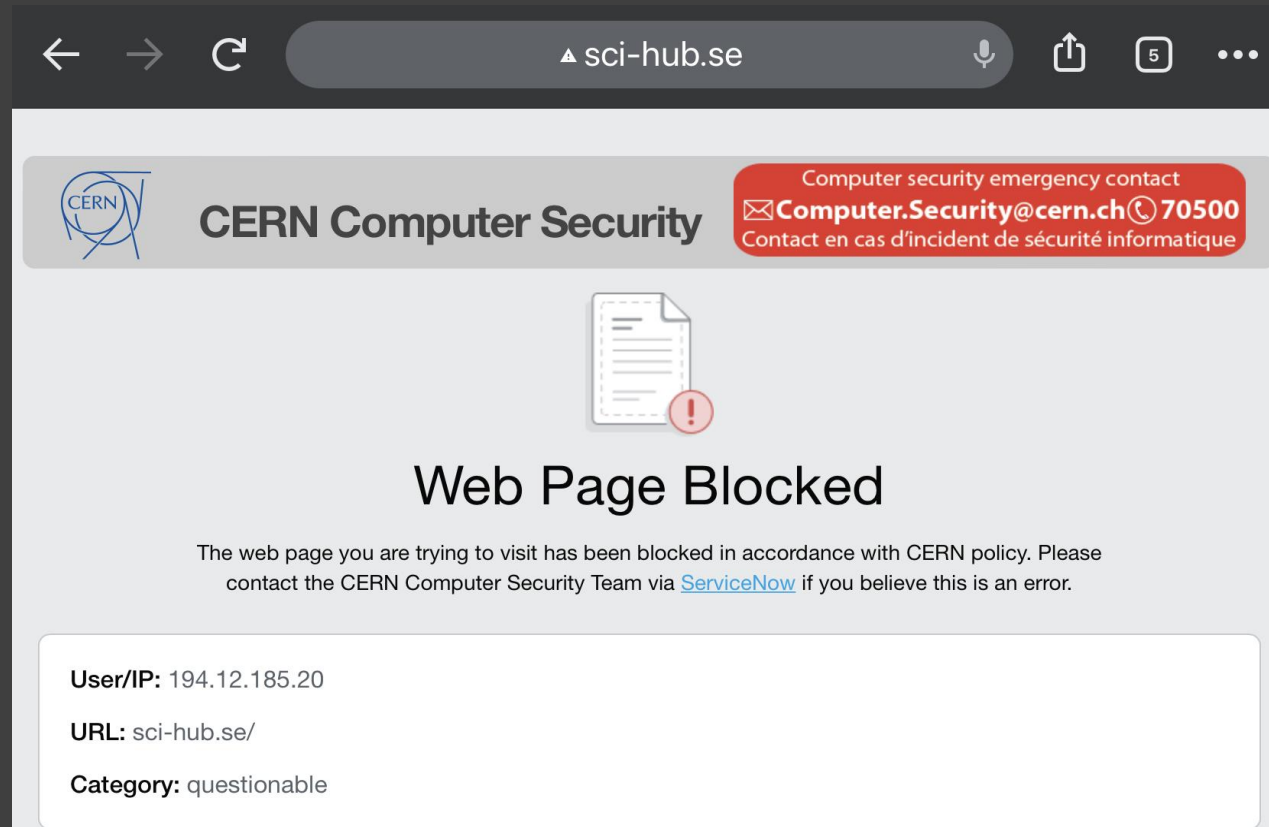 sci-hub.se
5
CERN
CERN Computer Security
Computer security emergency contact
Computer.Security@cern.ch 70500
Contact en cas d'incident de sécurité informatique
!
Web Page Blocked
The web page you are trying to visit has been blocked in accordance with CERN policy. Please
contact the CERN Computer Security Team via ServiceNow if you believe this is an error.
User/IP: 194.12.185.20
URL: sci-hub.se/
Category: questionable